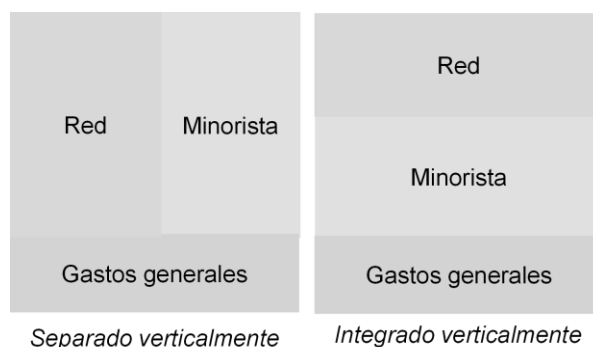 Red
Minorista
Gastos generales
Separado verticalmente
Red
Minorista
Gastos generales
Integrado verticalmente